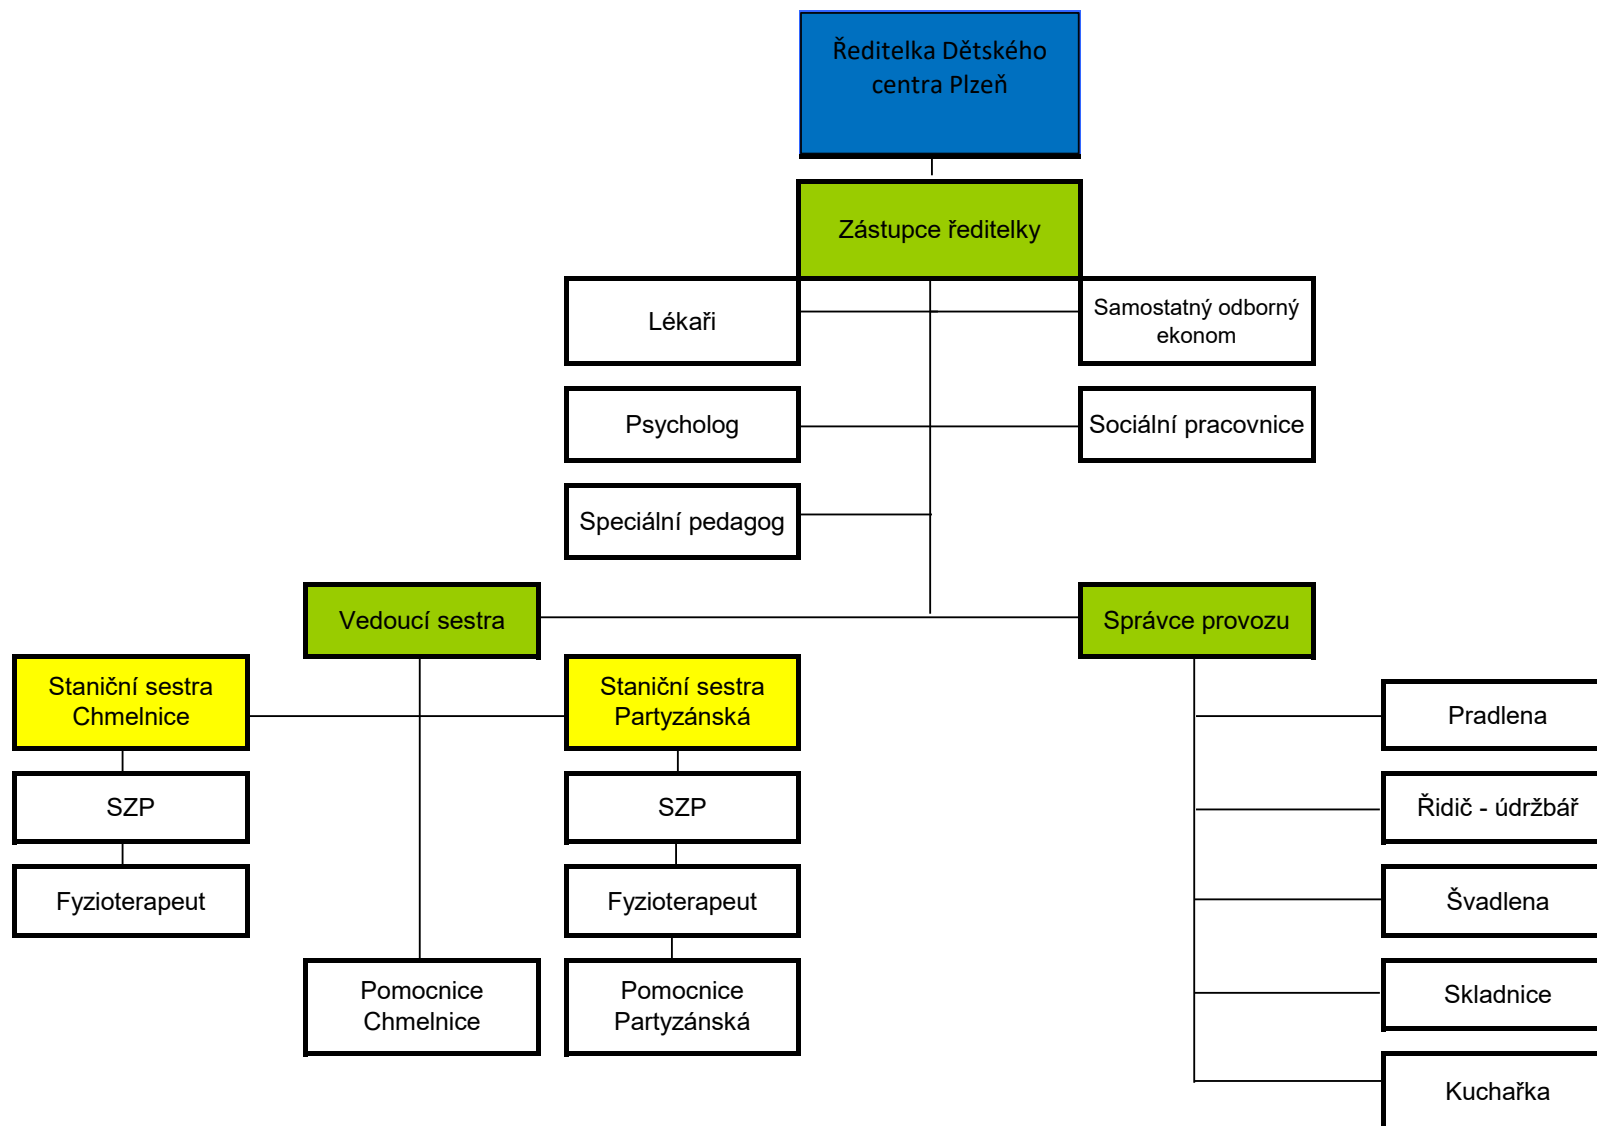 Ředitelka Dětského
centra Plzeň
Zástupce ředitelky
Lékaři
Samostatný odborný
ekonom
Psycholog
Sociální pracovnice
Speciální pedagog
Vedoucí sestra
Správce provozu
Staniční sestra
Chmelnice
Staniční sestra
Partyzánská
Pradlena
SZP
SZP
Řidič - údržbář
Fyzioterapeut
Fyzioterapeut
Švadlena
Pomocnice
Chmelnice
Pomocnice
Partyzánská
Skladnice
Kuchařka